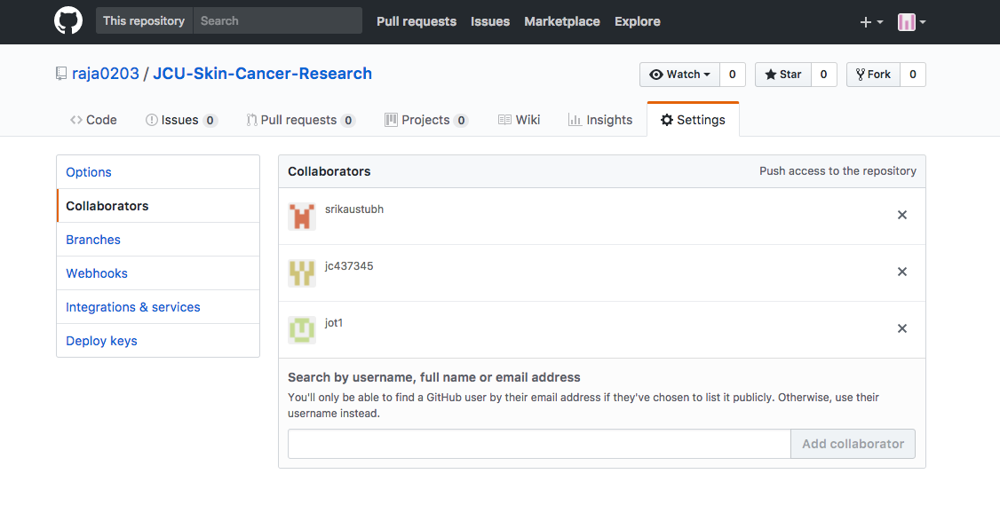 This repository Search Pull requests Issues Marketplace Explore
raja0203 / JCU-Skin-Cancer-Research Watch 0 Star 0 Fork 0
Code Issues 0 Pull requests 0 Projects 0 Wiki Insights Settings
Options
Collaborators
Branches
Webhooks
Integrations & services
Deploy keys
Collaborators Push access to the repository
srikaustubh
jc437345
jot1
Search by username, full name or email address
You'll only be able to find a GitHub user by their email address if they've chosen to list it publicly. Otherwise, use their
username instead.
Add collaborator